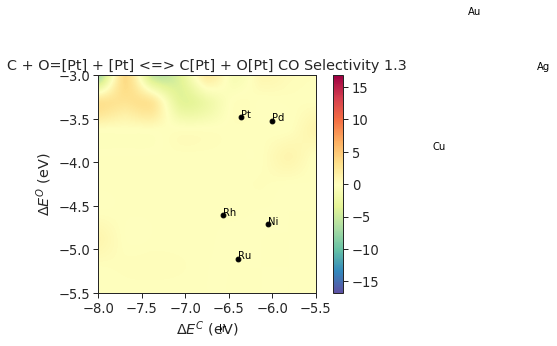 Au
C + O=[Pt] + [Pt] <=> C[Pt] + O[Pt] CO Selectivity 1.3
Ag
−3.0
15
Pt
Pd
−3.5
10
Cu
−4.0
5
ΔE^O (eV)
0
−4.5
Rh
Ni
−5
−5.0
Ru
−10
−15
−5.5
−8.0 −7.5 −7.0 −6.5 −6.0 −5.5
ΔE^C (eV)
Ir